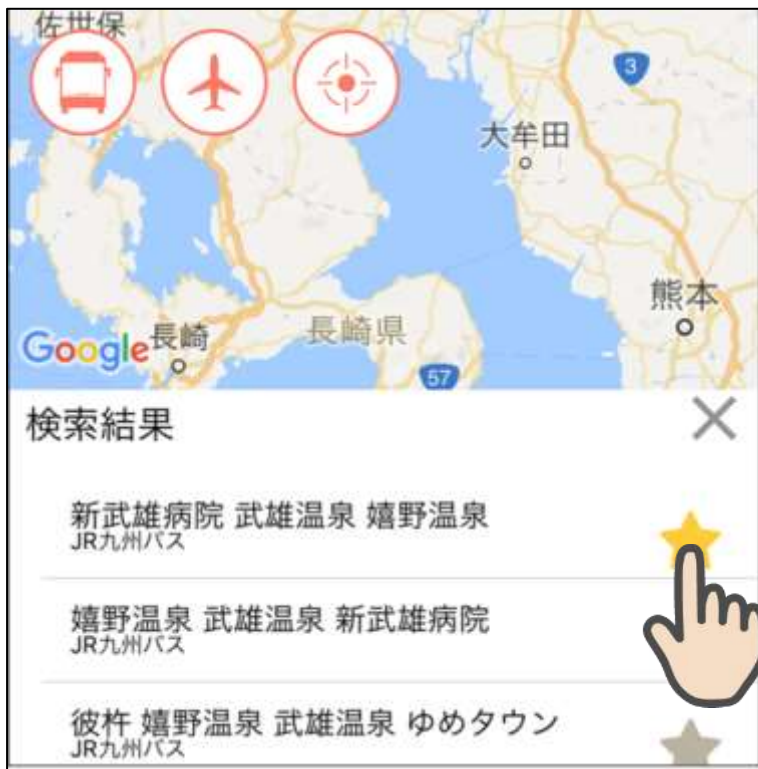 佐世保
3
大牟田
熊本
長崎県
Google
長崎
57
検索結果
新武雄病院 武雄温泉 嬉野温泉
JR九州バス
嬉野温泉 武雄温泉 新武雄病院
JR九州バス
彼杵 嬉野温泉 武雄温泉 ゆめタウン
JR九州バス